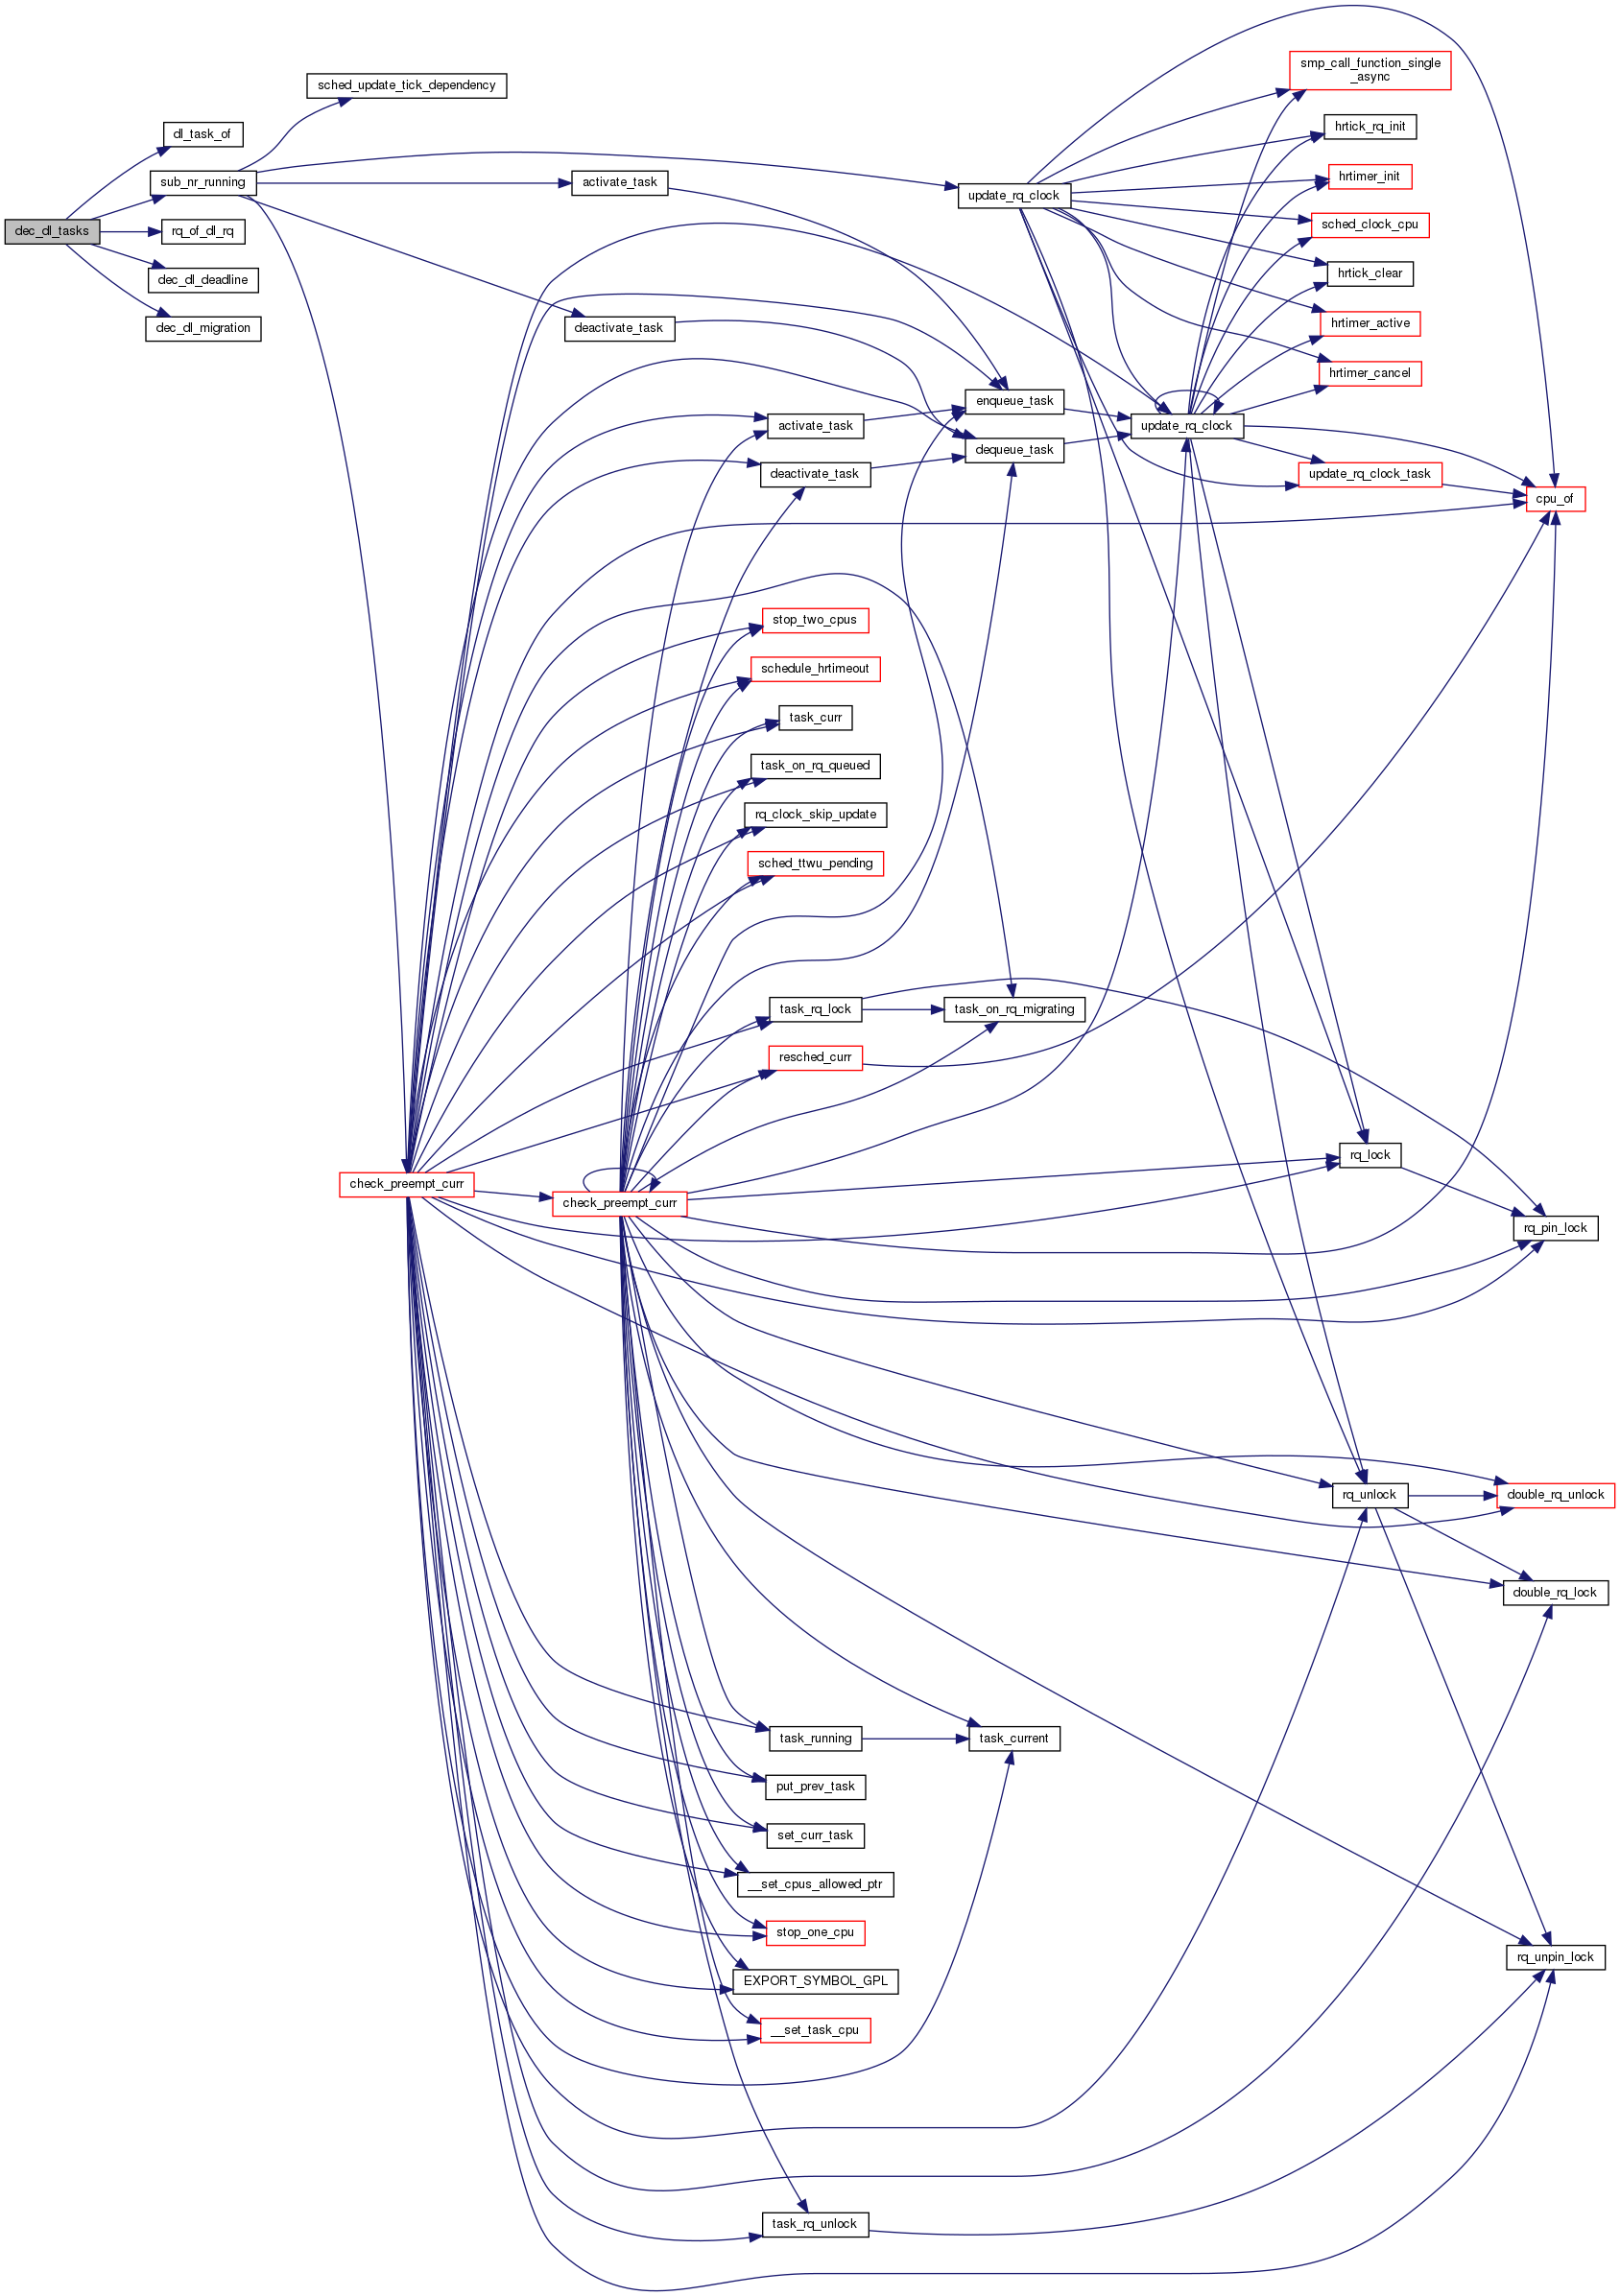 smp_call_function_single
_async
sched_update_tick_dependency
hrtick_rq_init
dl_task_of
hrtimer_init
sub_nr_running
activate_task
update_rq_clock
sched_clock_cpu
dec_dl_tasks
rq_of_dl_rq
hrtick_clear
dec_dl_deadline
hrtimer_active
dec_dl_migration
deactivate_task
hrtimer_cancel
enqueue_task
activate_task
update_rq_clock
dequeue_task
deactivate_task
update_rq_clock_task
cpu_of
stop_two_cpus
schedule_hrtimeout
task_curr
task_on_rq_queued
rq_clock_skip_update
sched_ttwu_pending
task_rq_lock
task_on_rq_migrating
resched_curr
rq_lock
check_preempt_curr
check_preempt_curr
rq_pin_lock
rq_unlock
double_rq_unlock
double_rq_lock
task_running
task_current
put_prev_task
set_curr_task
__set_cpus_allowed_ptr
stop_one_cpu
rq_unpin_lock
EXPORT_SYMBOL_GPL
__set_task_cpu
task_rq_unlock